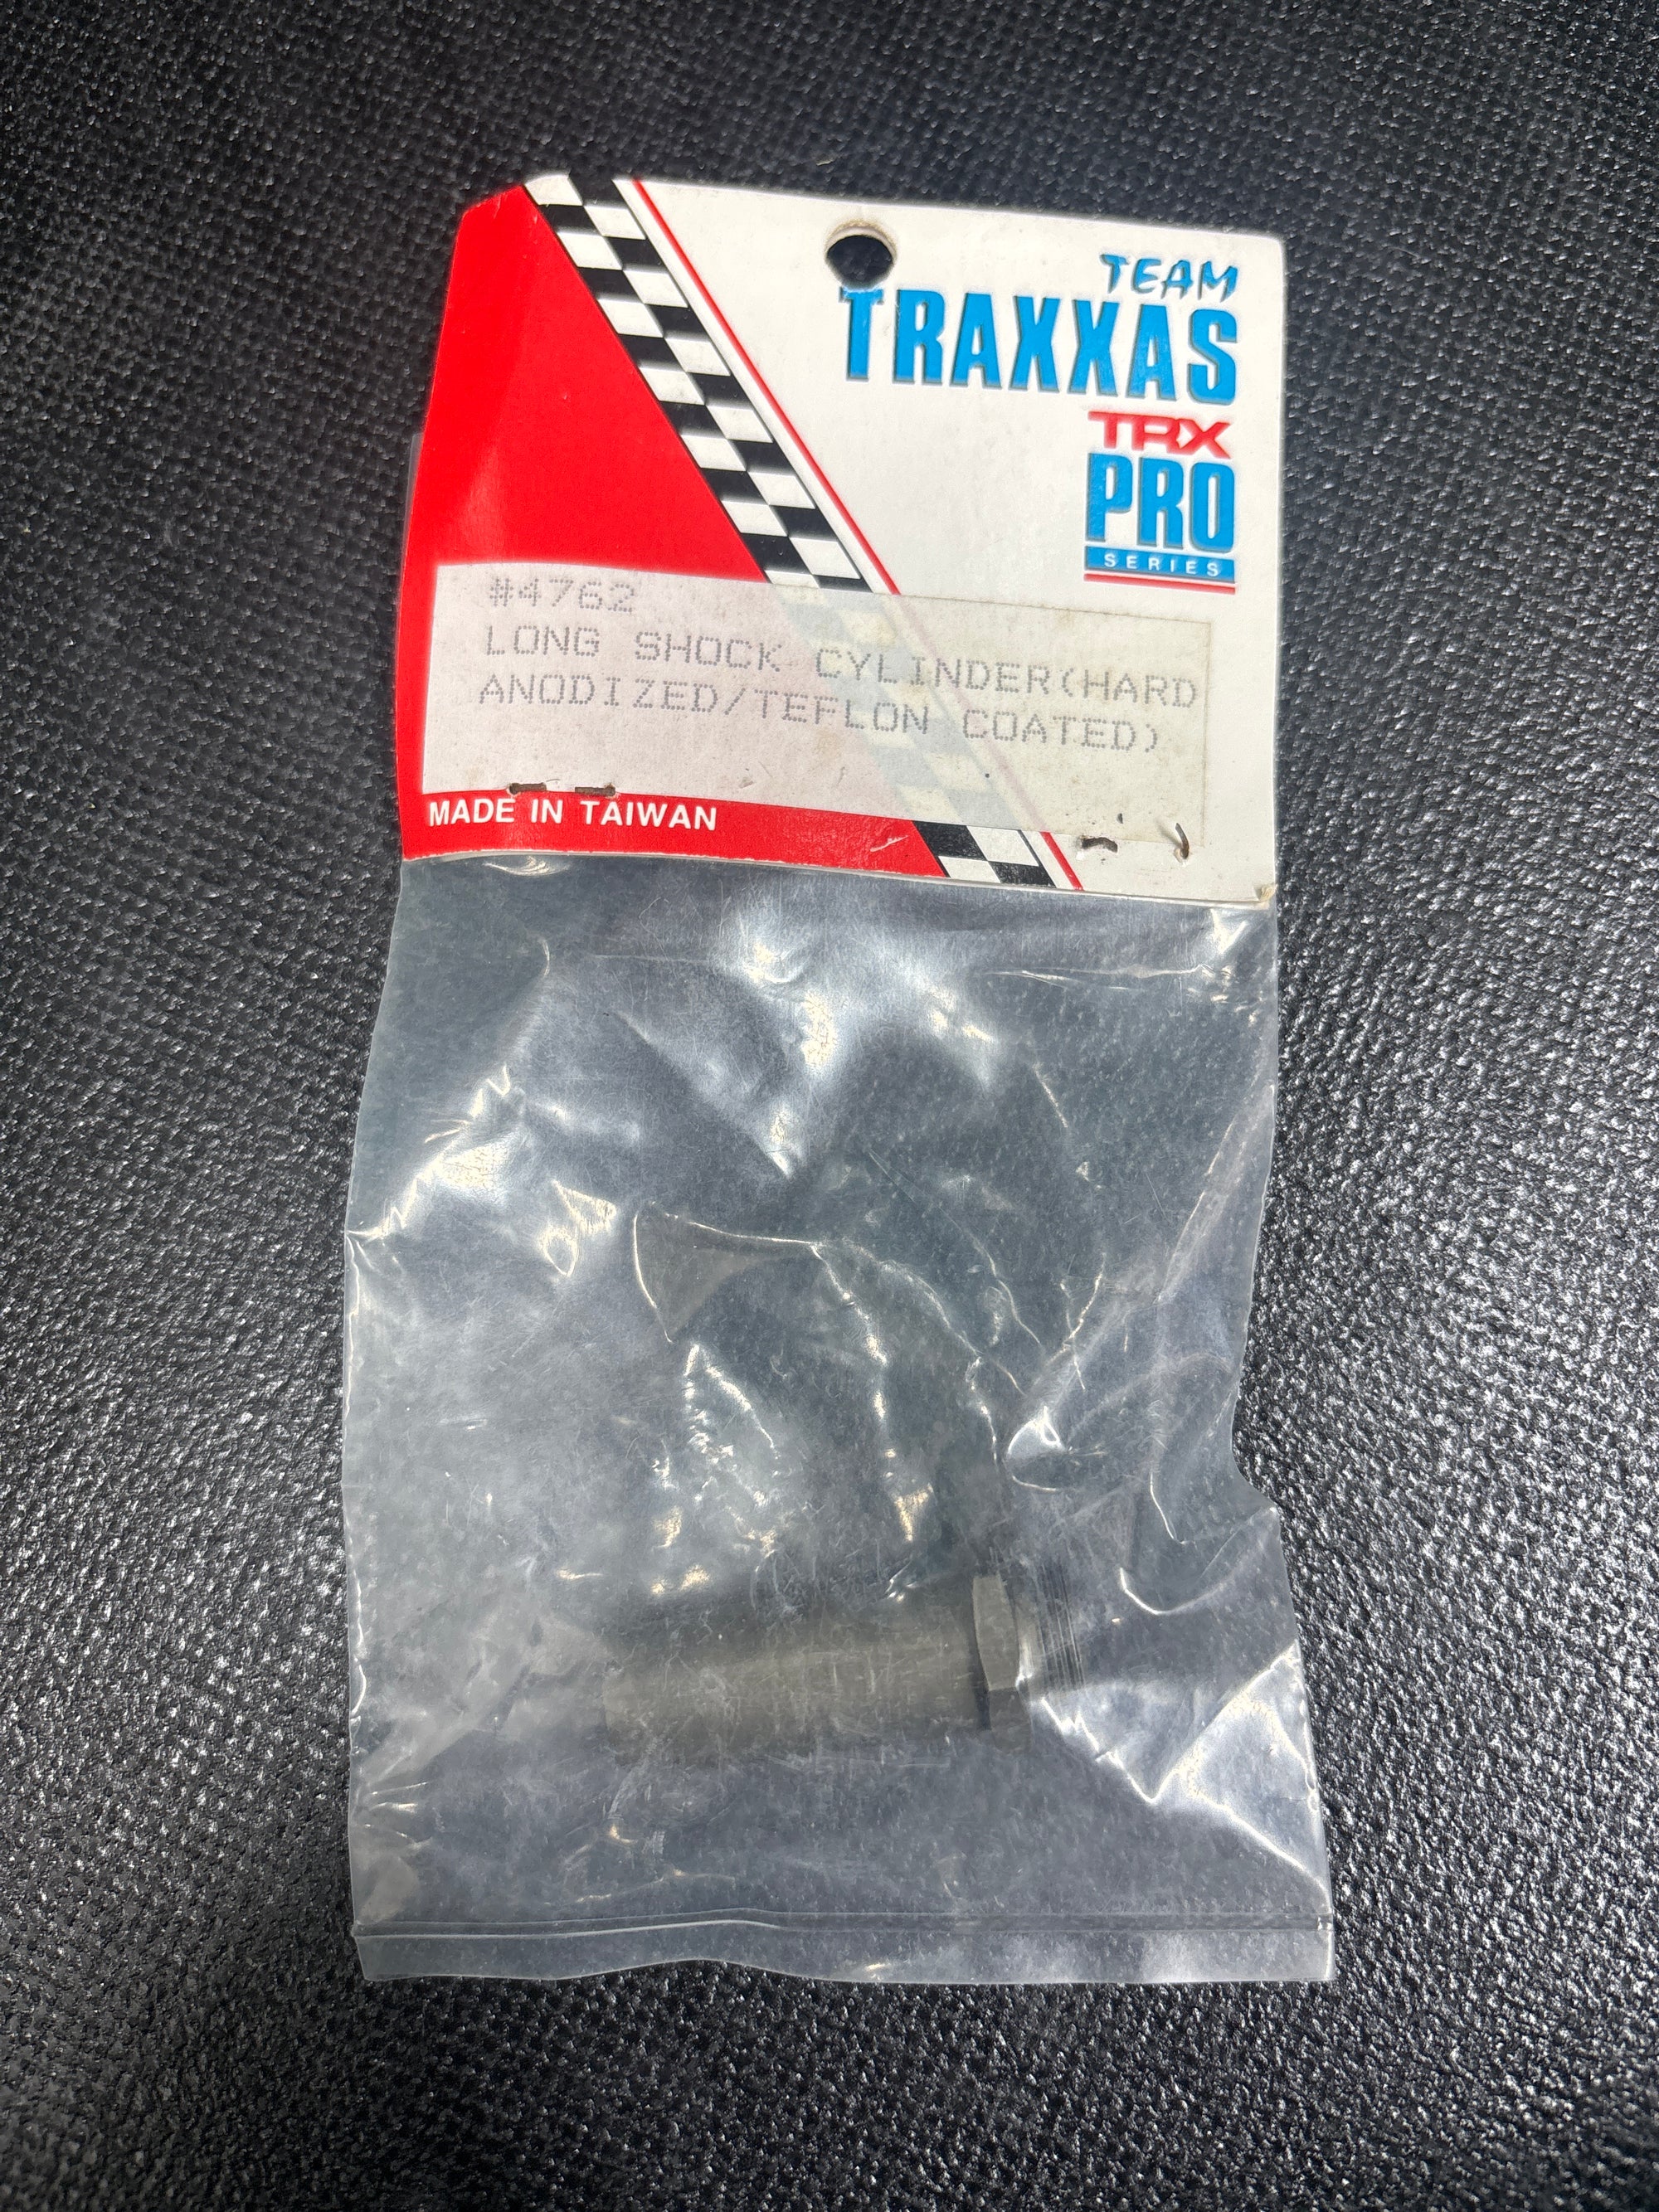 TEAM
TRAXXAS
TRX
PRO
SERIES
#4762
LONG SHOCK CYLINDER(HARD
ANODIZED/TEFLON COATED)
MADE IN TAIWAN